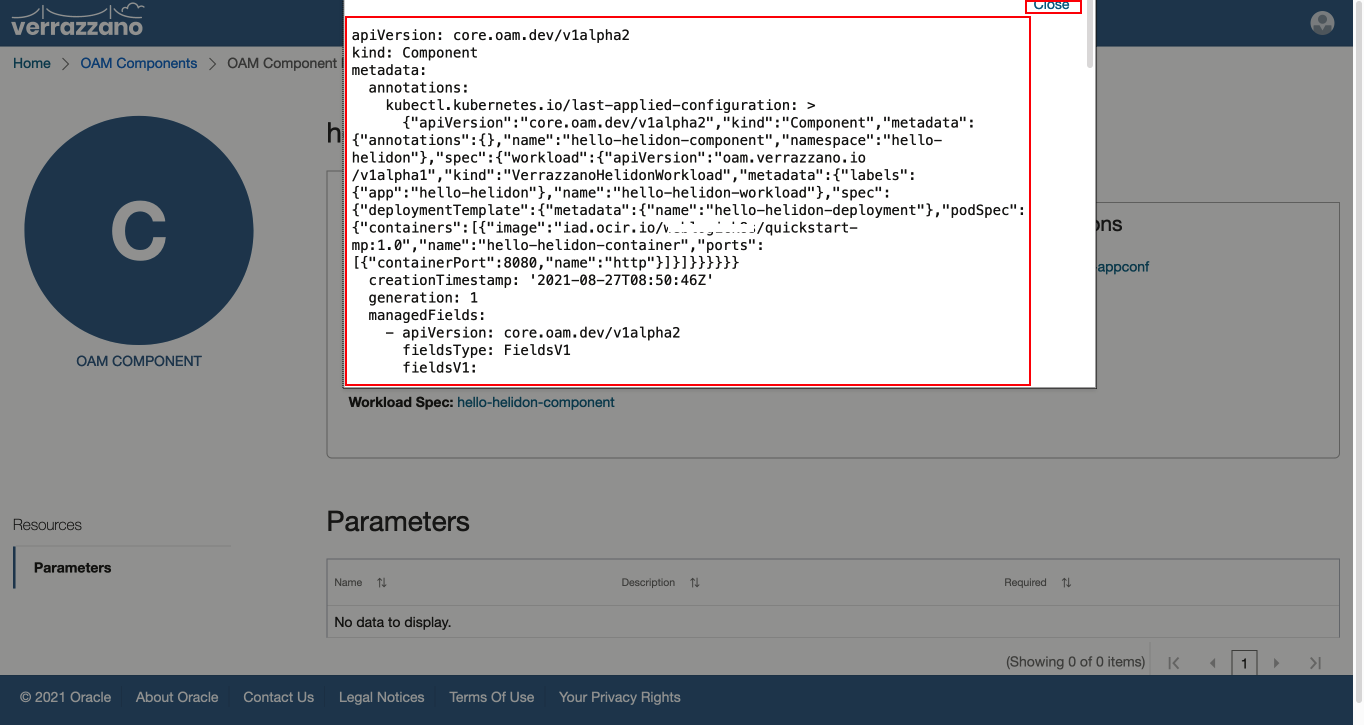 Close
verrazzano
Home
OAM Components
OAM Component
apiVersion: core.oam.dev/v1alpha2
kind: Component
metadata:
  annotations:
    kubectl.kubernetes.io/last-applied-configuration: >
      {"apiVersion":"core.oam.dev/v1alpha2","kind":"Component","metadata":
{"annotations":{},"name":"hello-helidon-component","namespace":"hello-
helidon"},"spec":{"workload":{"apiVersion":"oam.verrazzano.io
/v1alpha1","kind":"VerrazzanoHelidonWorkload","metadata":{"labels":
{"app":"hello-helidon"},"name":"hello-helidon-workload"},"spec":
{"deploymentTemplate":{"metadata":{"name":"hello-helidon-deployment"},"podSpec":
{"containers":[{"image":"iad.ocir.io/ /quickstart-
mp:1.0","name":"hello-helidon-container","ports":
[{"containerPort":8080,"name":"http"}]}]}}}}}}
  creationTimestamp: '2021-08-27T08:50:46Z'
  generation: 1
  managedFields:
    - apiVersion: core.oam.dev/v1alpha2
      fieldsType: FieldsV1
      fieldsV1:
C
OAM COMPONENT
appconf
Workload Spec: hello-helidon-component
Resources
Parameters
Parameters
Name
Description
Required
No data to display.
(Showing 0 of 0 items)
1
© 2021 Oracle
About Oracle
Contact Us
Legal Notices
Terms Of Use
Your Privacy Rights